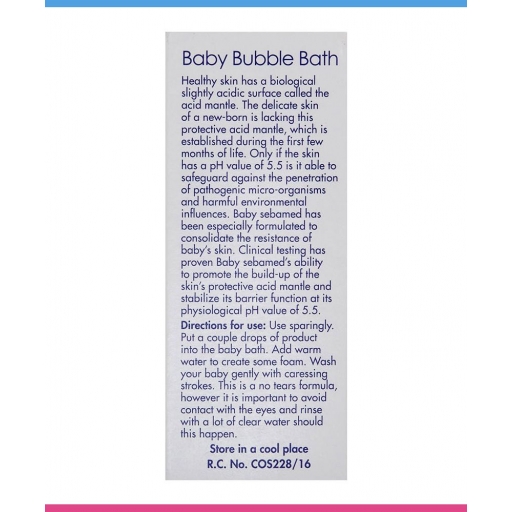 Baby Bubble Bath
Healthy skin has a biological
slightly acidic surface called the
acid mantle. The delicate skin
of a new-born is lacking this
protective acid mantle, which is
established during the first few
months of life. Only if the skin
has a pH value of 5.5 is it able to
safeguard against the penetration
of pathogenic micro-organisms
and harmful environmental
influences. Baby sebamed has
been especially formulated to
consolidate the resistance of
baby's skin. Clinical testing has
proven Baby sebamed's ability
to promote the build-up of the
skin's protective acid mantle and
stabilize its barrier function at its
physiological pH value of 5.5.
Directions for use: Use sparingly.
Put a couple drops of product
into the baby bath. Add warm
water to create some foam. Wash
your baby gently with caressing
strokes. This is a no tears formula,
however it is important to avoid
contact with the eyes and rinse
with a lot of clear water should
this happen.
Store in a cool place
R.C. No. COS228/16